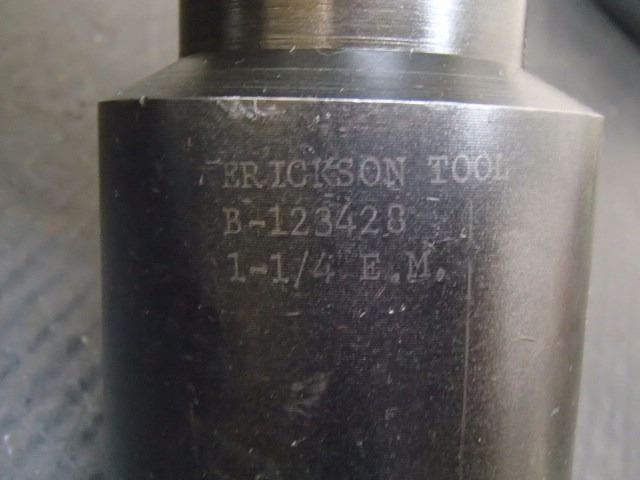 ERICKSON TOOL
B-123428
1-1/4 E.M.